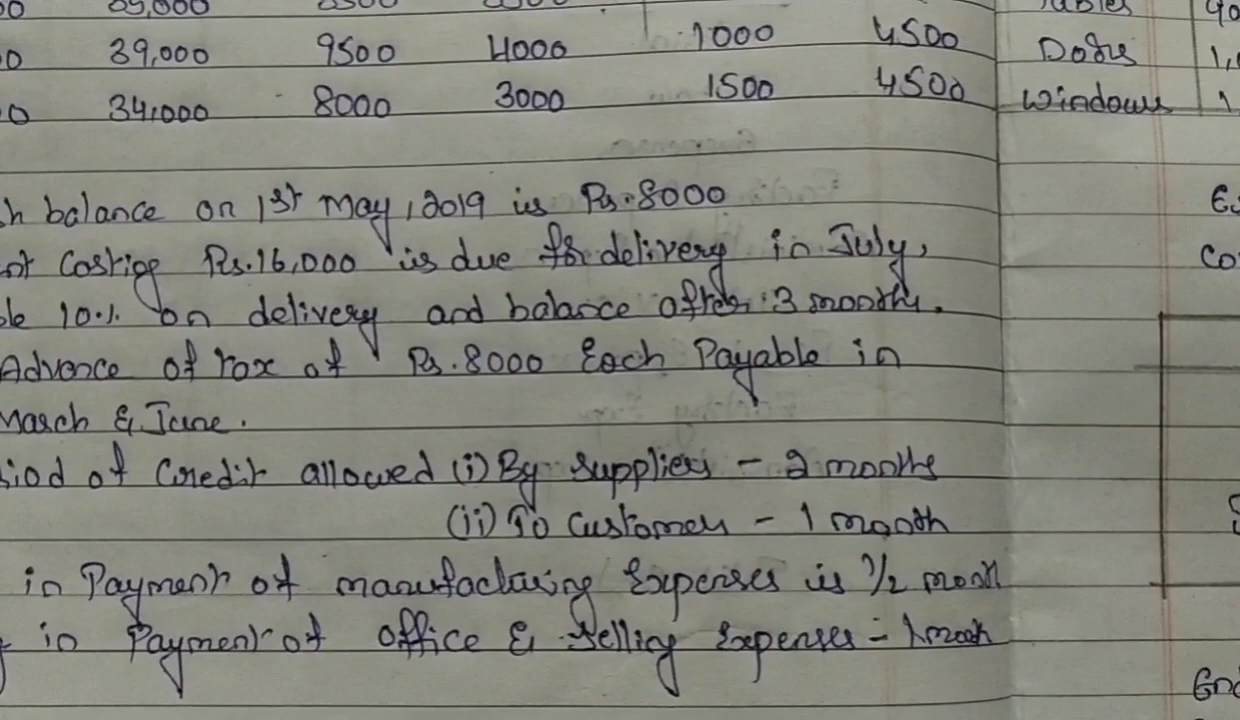 39,000 9500 4000 1000 4500 Doors
34,000 8000 3000 1500 4500 Windows
h balance on 1st May, 2019 is Rs.8000
Costing Rs.16,000 is due for delivery in July,
ble 10% on delivery and balance after 3 months.
Advance of tax of Rs.8000 Each Payable in
March & June.
iod of Credit allowed (i) By Suppliers - 2 months
(ii) To Customers - 1 month
in Payment of manufacturing Expenses is 1/2 month
in Payment of office & Selling Expenses - 1 month